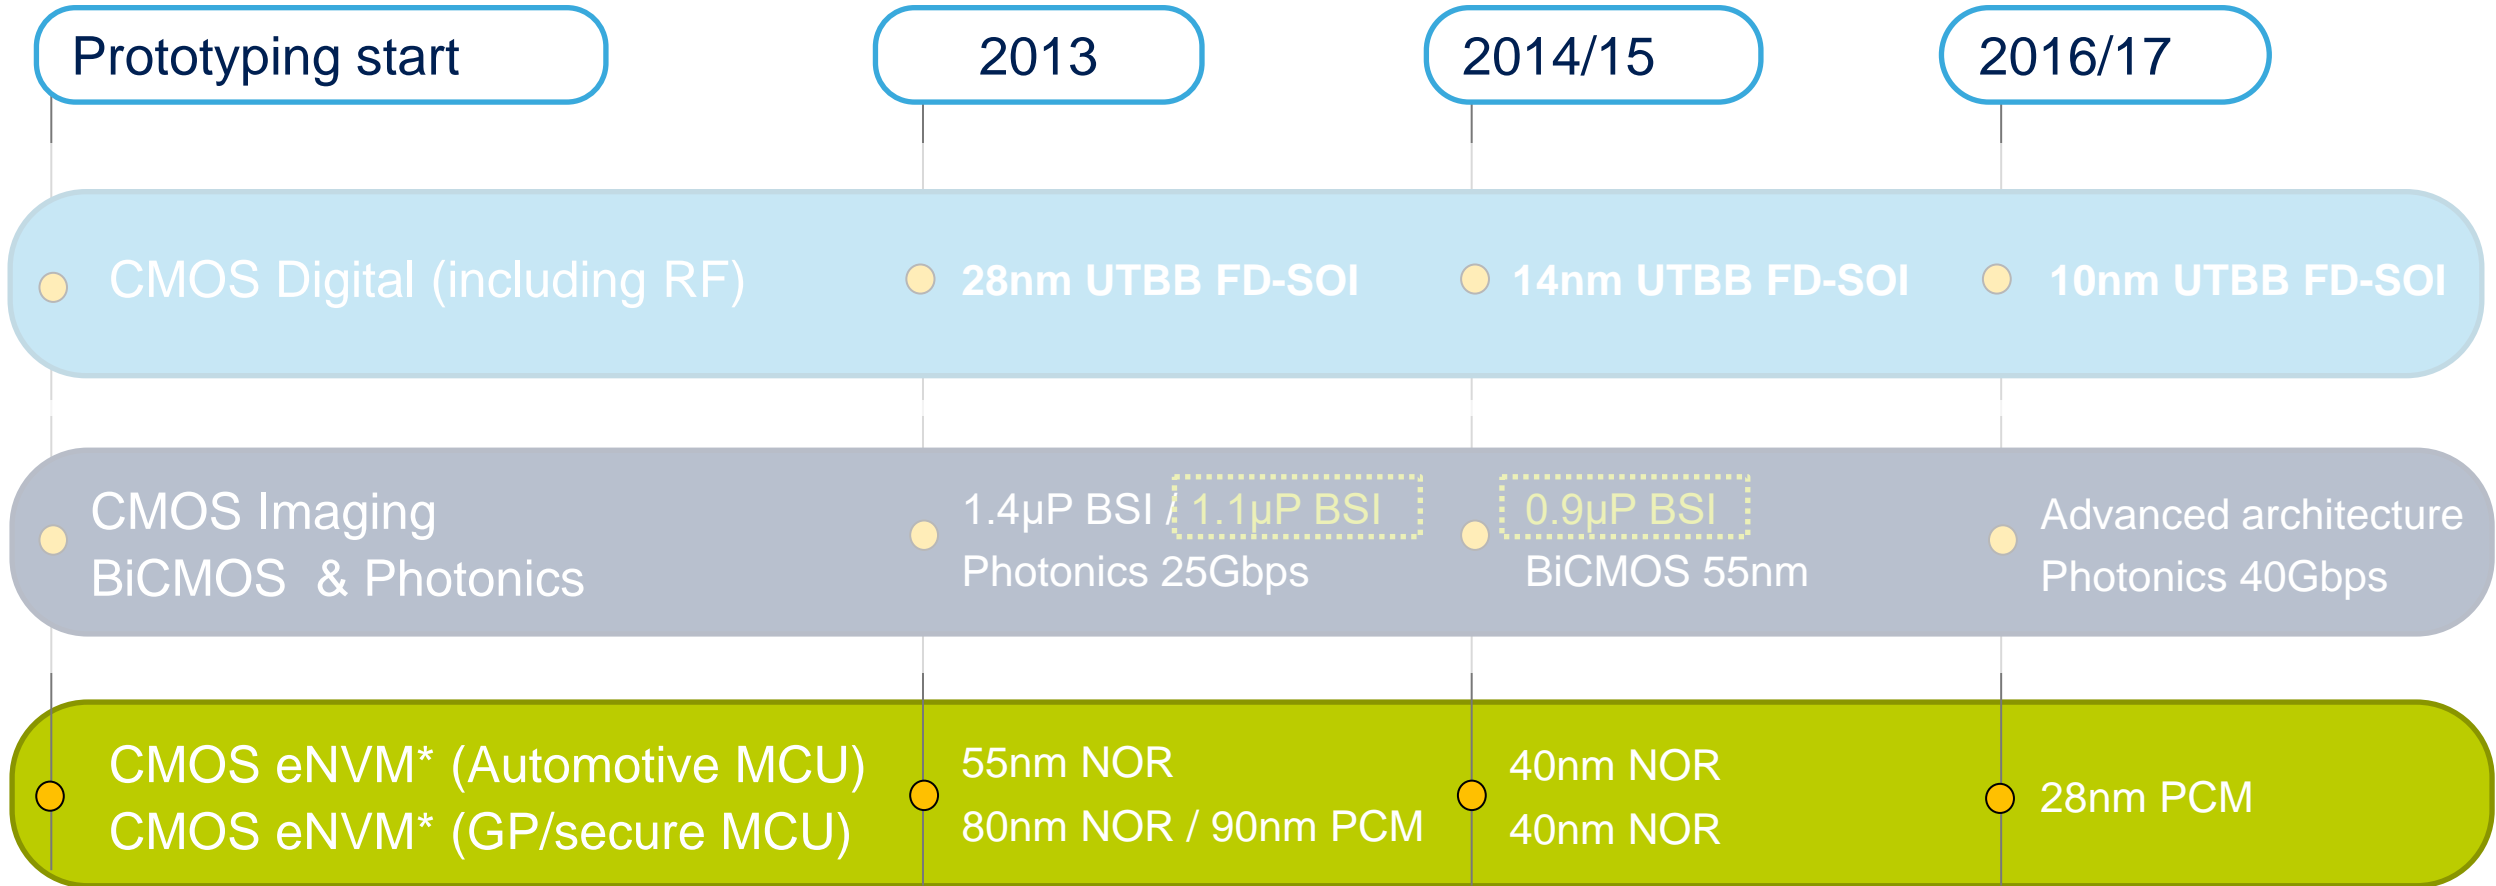 Prototyping start
2013
2014/15
2016/17
CMOS Digital (including RF)
28nm UTBB FD-SOI
14nm UTBB FD-SOI
10nm UTBB FD-SOI
CMOS Imaging
BiCMOS & Photonics
1.4µP BSI / 1.1µP BSI
Photonics 25Gbps
0.9µP BSI
BiCMOS 55nm
Advanced architecture
Photonics 40Gbps
CMOS eNVM* (Automotive MCU)
CMOS eNVM* (GP/secure MCU)
55nm NOR
80nm NOR / 90nm PCM
40nm NOR
40nm NOR
28nm PCM